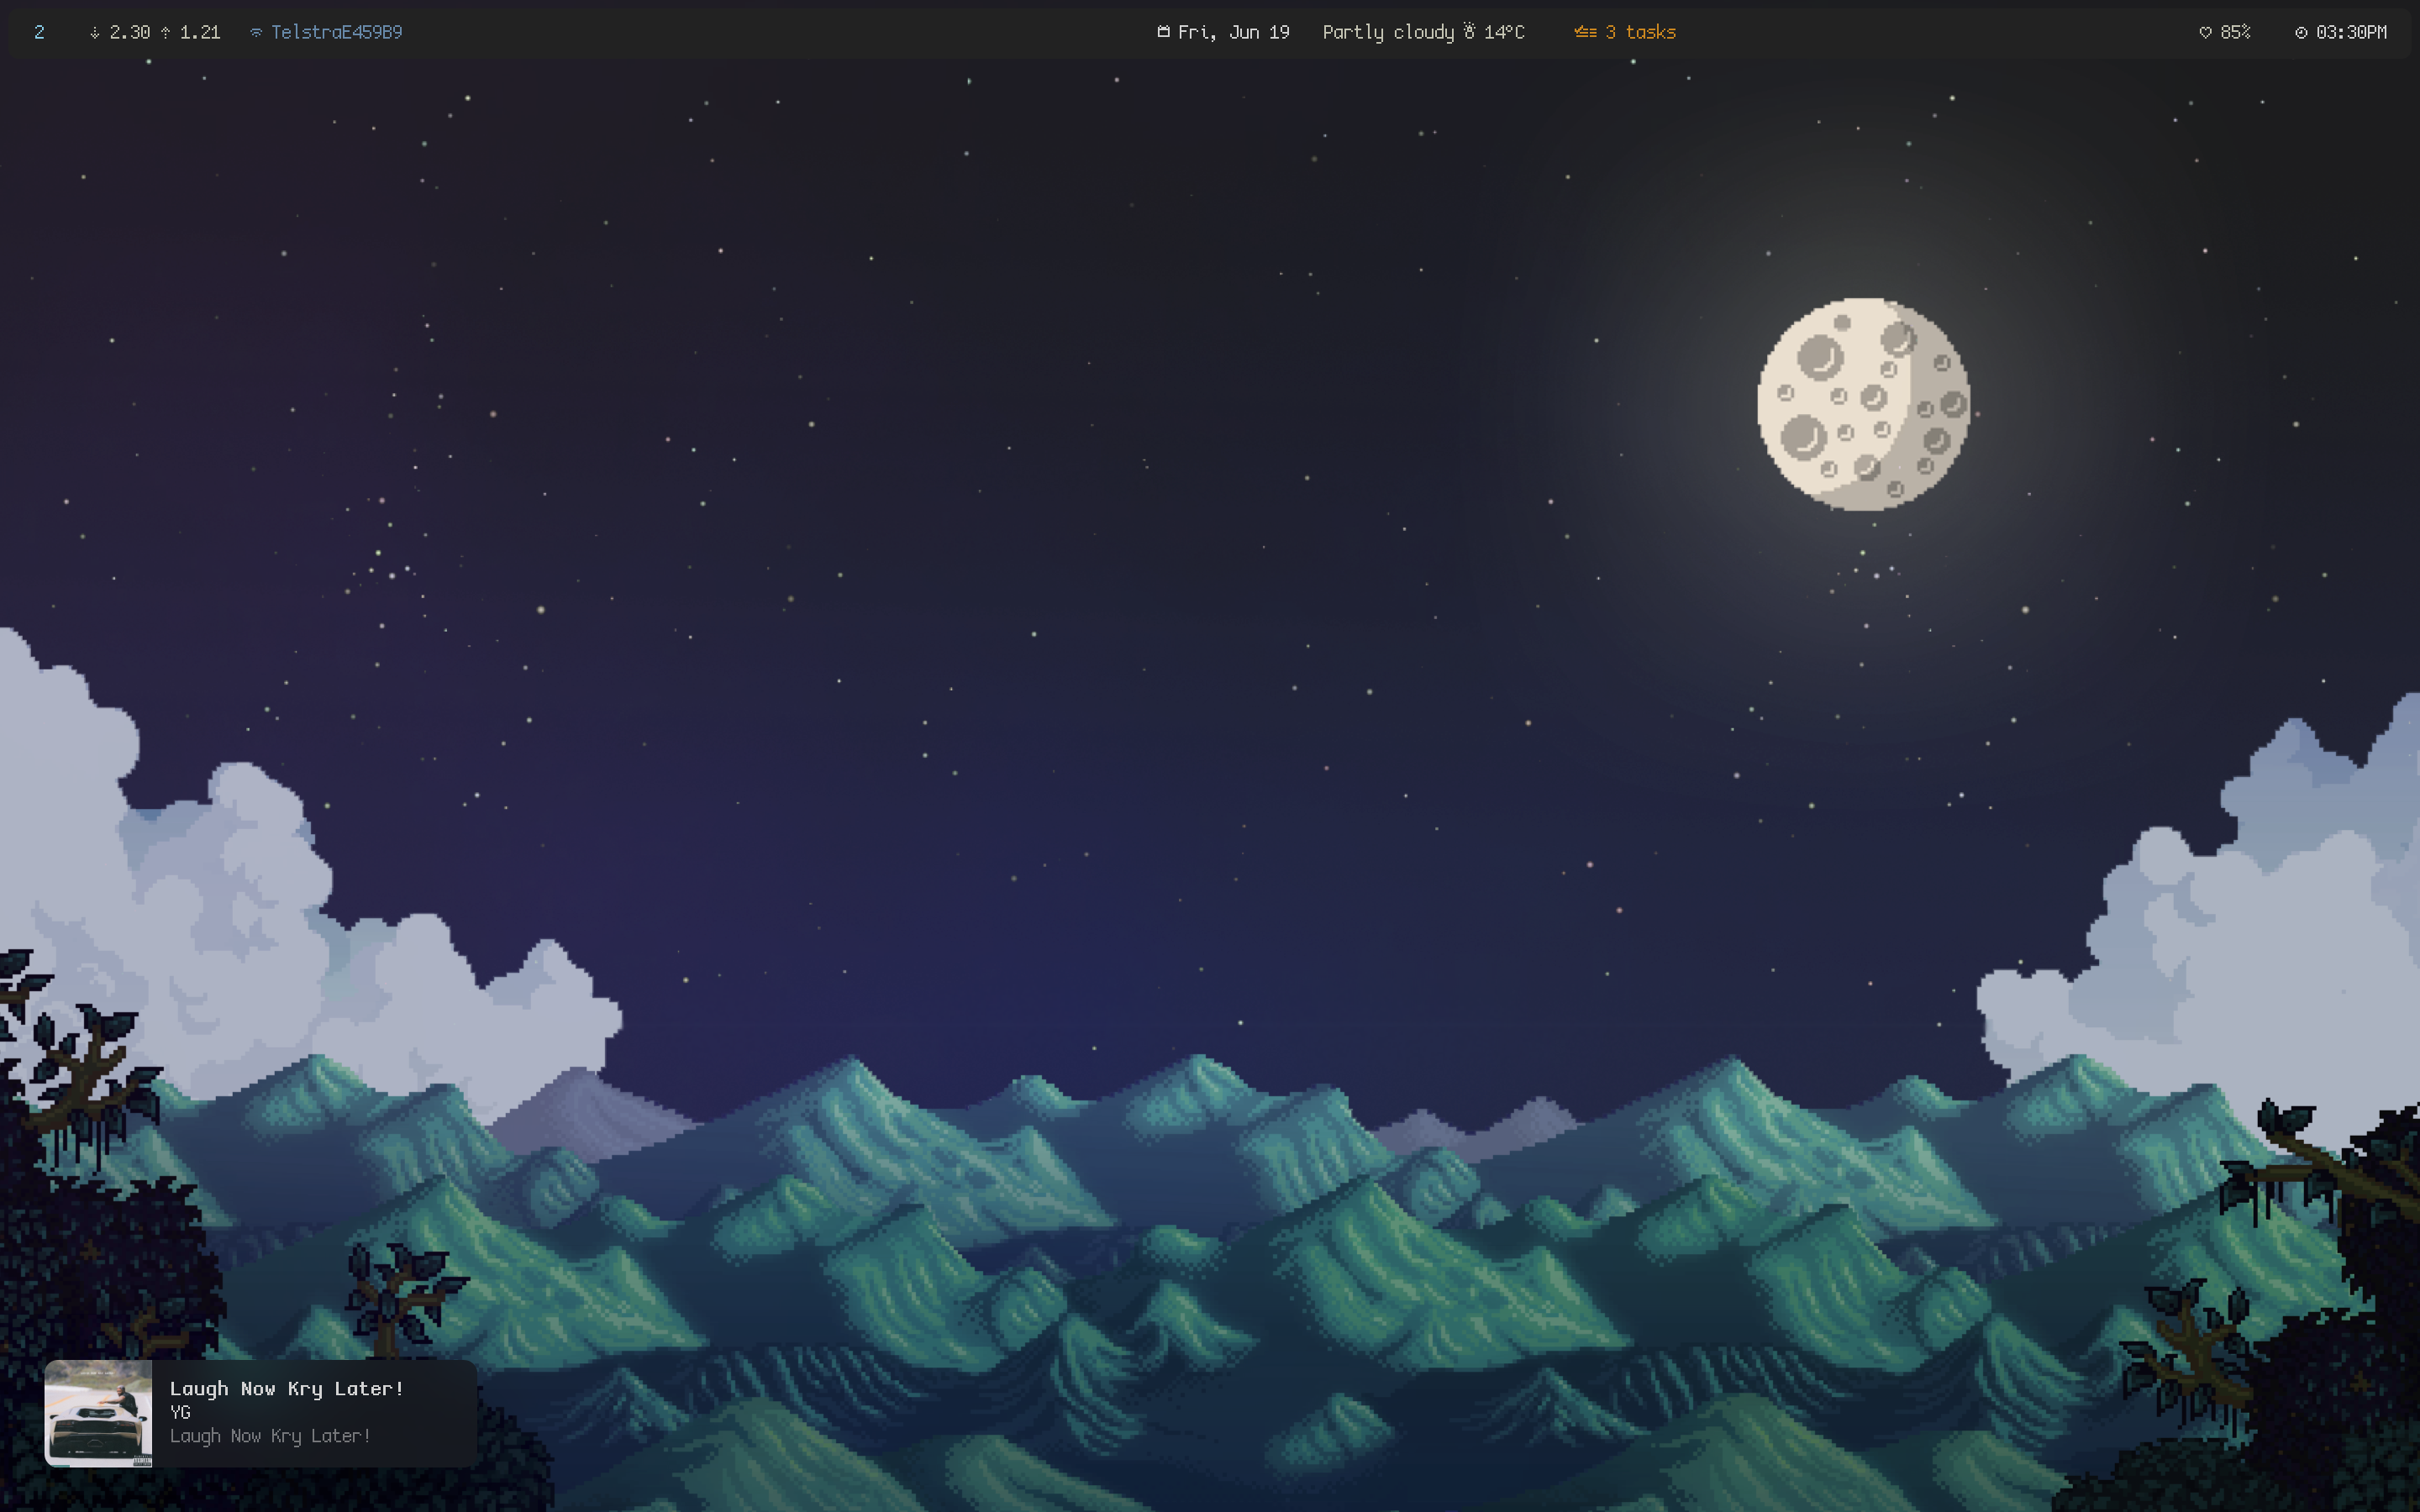 2 2.30 1.21 TelstraE459B9 Fri, Jun 19 Partly cloudy 14°C 3 tasks 85% 03:30PM
Laugh Now Kry Later!
YG
Laugh Now Kry Later!